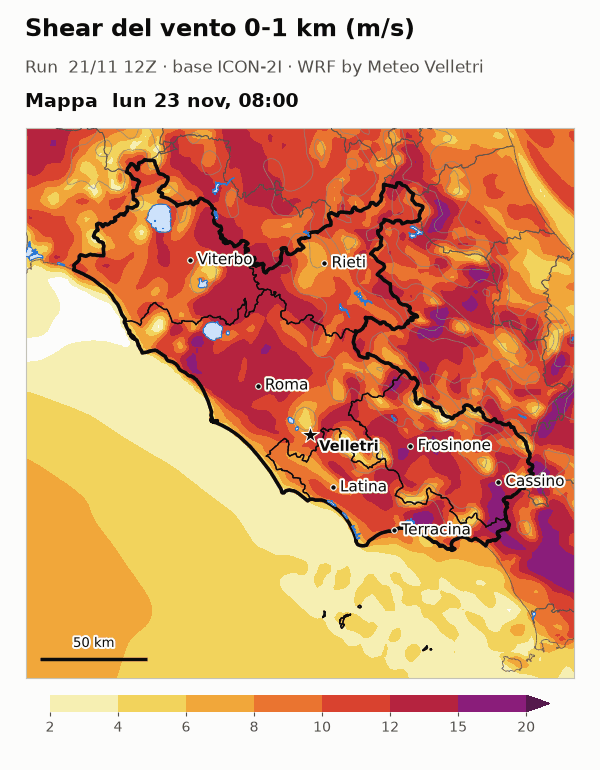 Shear del vento 0-1 km (m/s)
Run  21/11 12Z · base ICON-2I · WRF by Meteo Velletri
Mappa  lun 23 nov, 08:00
Viterbo
Rieti
Roma
Velletri
Frosinone
Latina
Cassino
Terracina
50 km
2 4 6 8 10 12 15 20